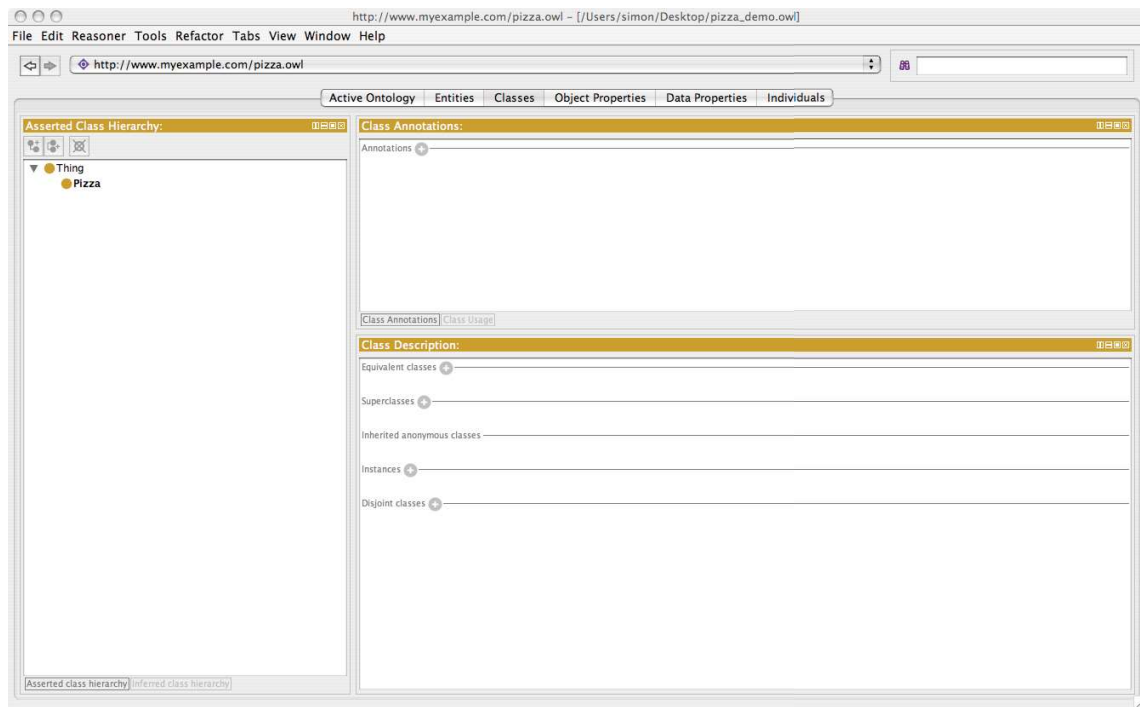 http://www.myexample.com/pizza.owl – [/Users/simon/Desktop/pizza_demo.owl]
File Edit Reasoner Tools Refactor Tabs View Window Help
http://www.myexample.com/pizza.owl
Active Ontology Entities Classes Object Properties Data Properties Individuals
Asserted Class Hierarchy:
Thing
Pizza
Asserted class hierarchy Inferred class hierarchy
Class Annotations:
Annotations
Class Annotations Class Usage
Class Description:
Equivalent classes
Superclasses
Inherited anonymous classes
Instances
Disjoint classes